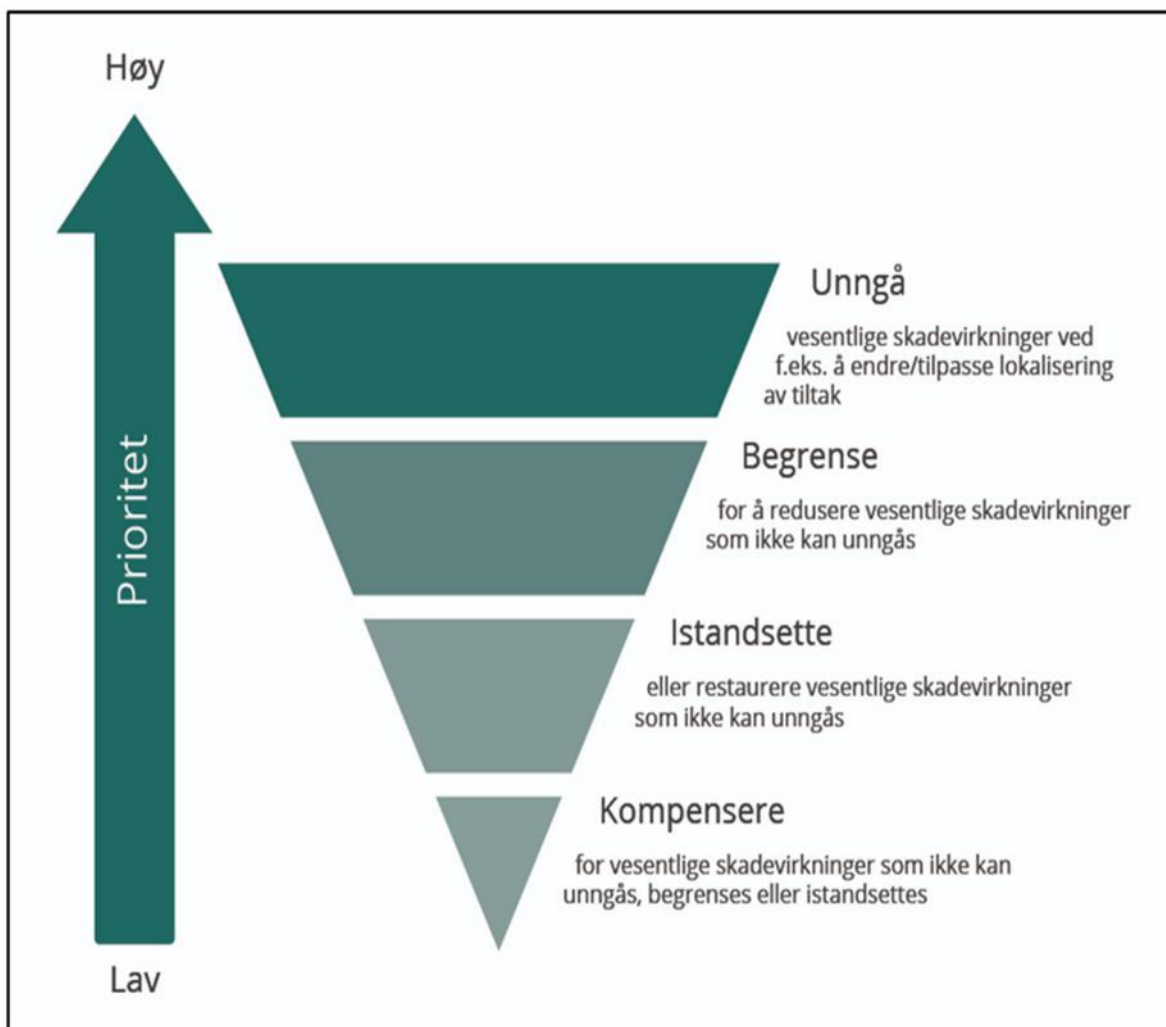 Høy
Prioritet
Lav
Unngå
vesentlige skadevirkninger ved
f.eks. å endre/tilpasse lokalisering
av tiltak
Begrense
for å redusere vesentlige skadevirkninger
som ikke kan unngås
Istandsette
eller restaurere vesentlige skadevirkninger
som ikke kan unngås
Kompensere
for vesentlige skadevirkninger som ikke kan
unngås, begrenses eller istandsettes